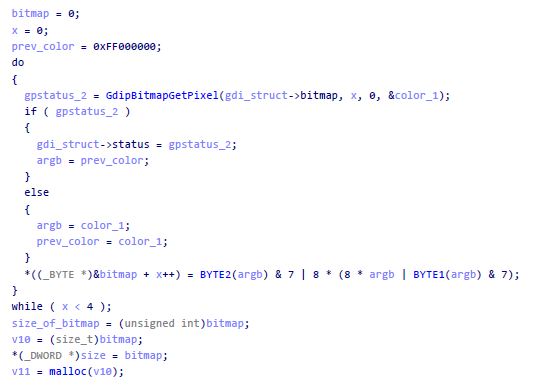 bitmap = 0;
x = 0;
prev_color = 0xFF000000;
do
{
gpstatus_2 = GdipBitmapGetPixel(gdi_struct->bitmap, x, 0, &color_1);
if ( gpstatus_2 )
{
gdi_struct->status = gpstatus_2;
argb = prev_color;
}
else
{
argb = color_1;
prev_color = color_1;
}
*((_BYTE *)&bitmap + x++) = BYTE2(argb) & 7 | 8 * (8 * argb | BYTE1(argb) & 7);
}
while ( x < 4 );
size_of_bitmap = (unsigned int)bitmap;
v10 = (size_t)bitmap;
*(_DWORD *)size = bitmap;
v11 = malloc(v10);